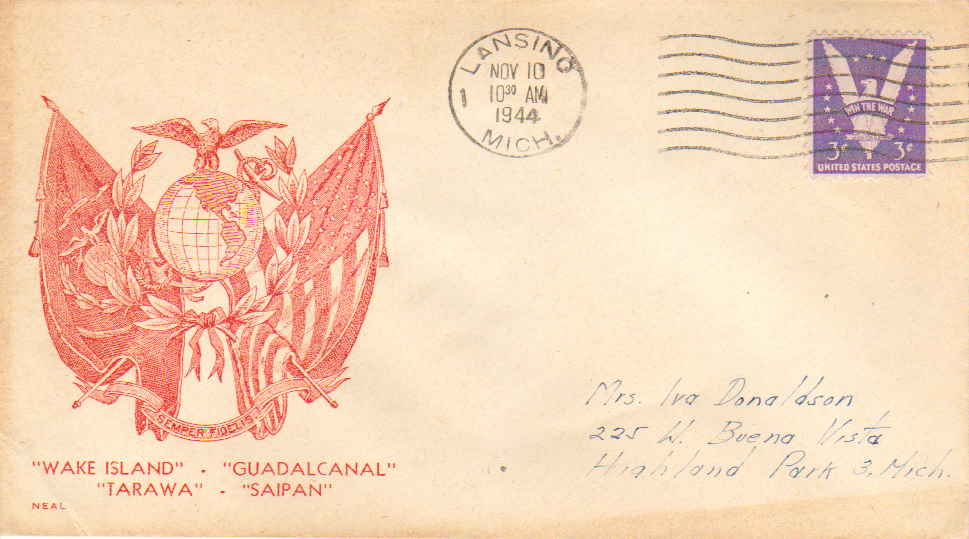 LANSING
NOV 10
10³⁰ AM
1944
MICH.
1
WIN THE WAR
3¢ 3¢
UNITED STATES POSTAGE
SEMPER FIDELIS
"WAKE ISLAND" - "GUADALCANAL"
"TARAWA" - "SAIPAN"
NEAL
Mrs. Iva Donaldson
225 W. Buena Vista
Highland Park 3, Mich.